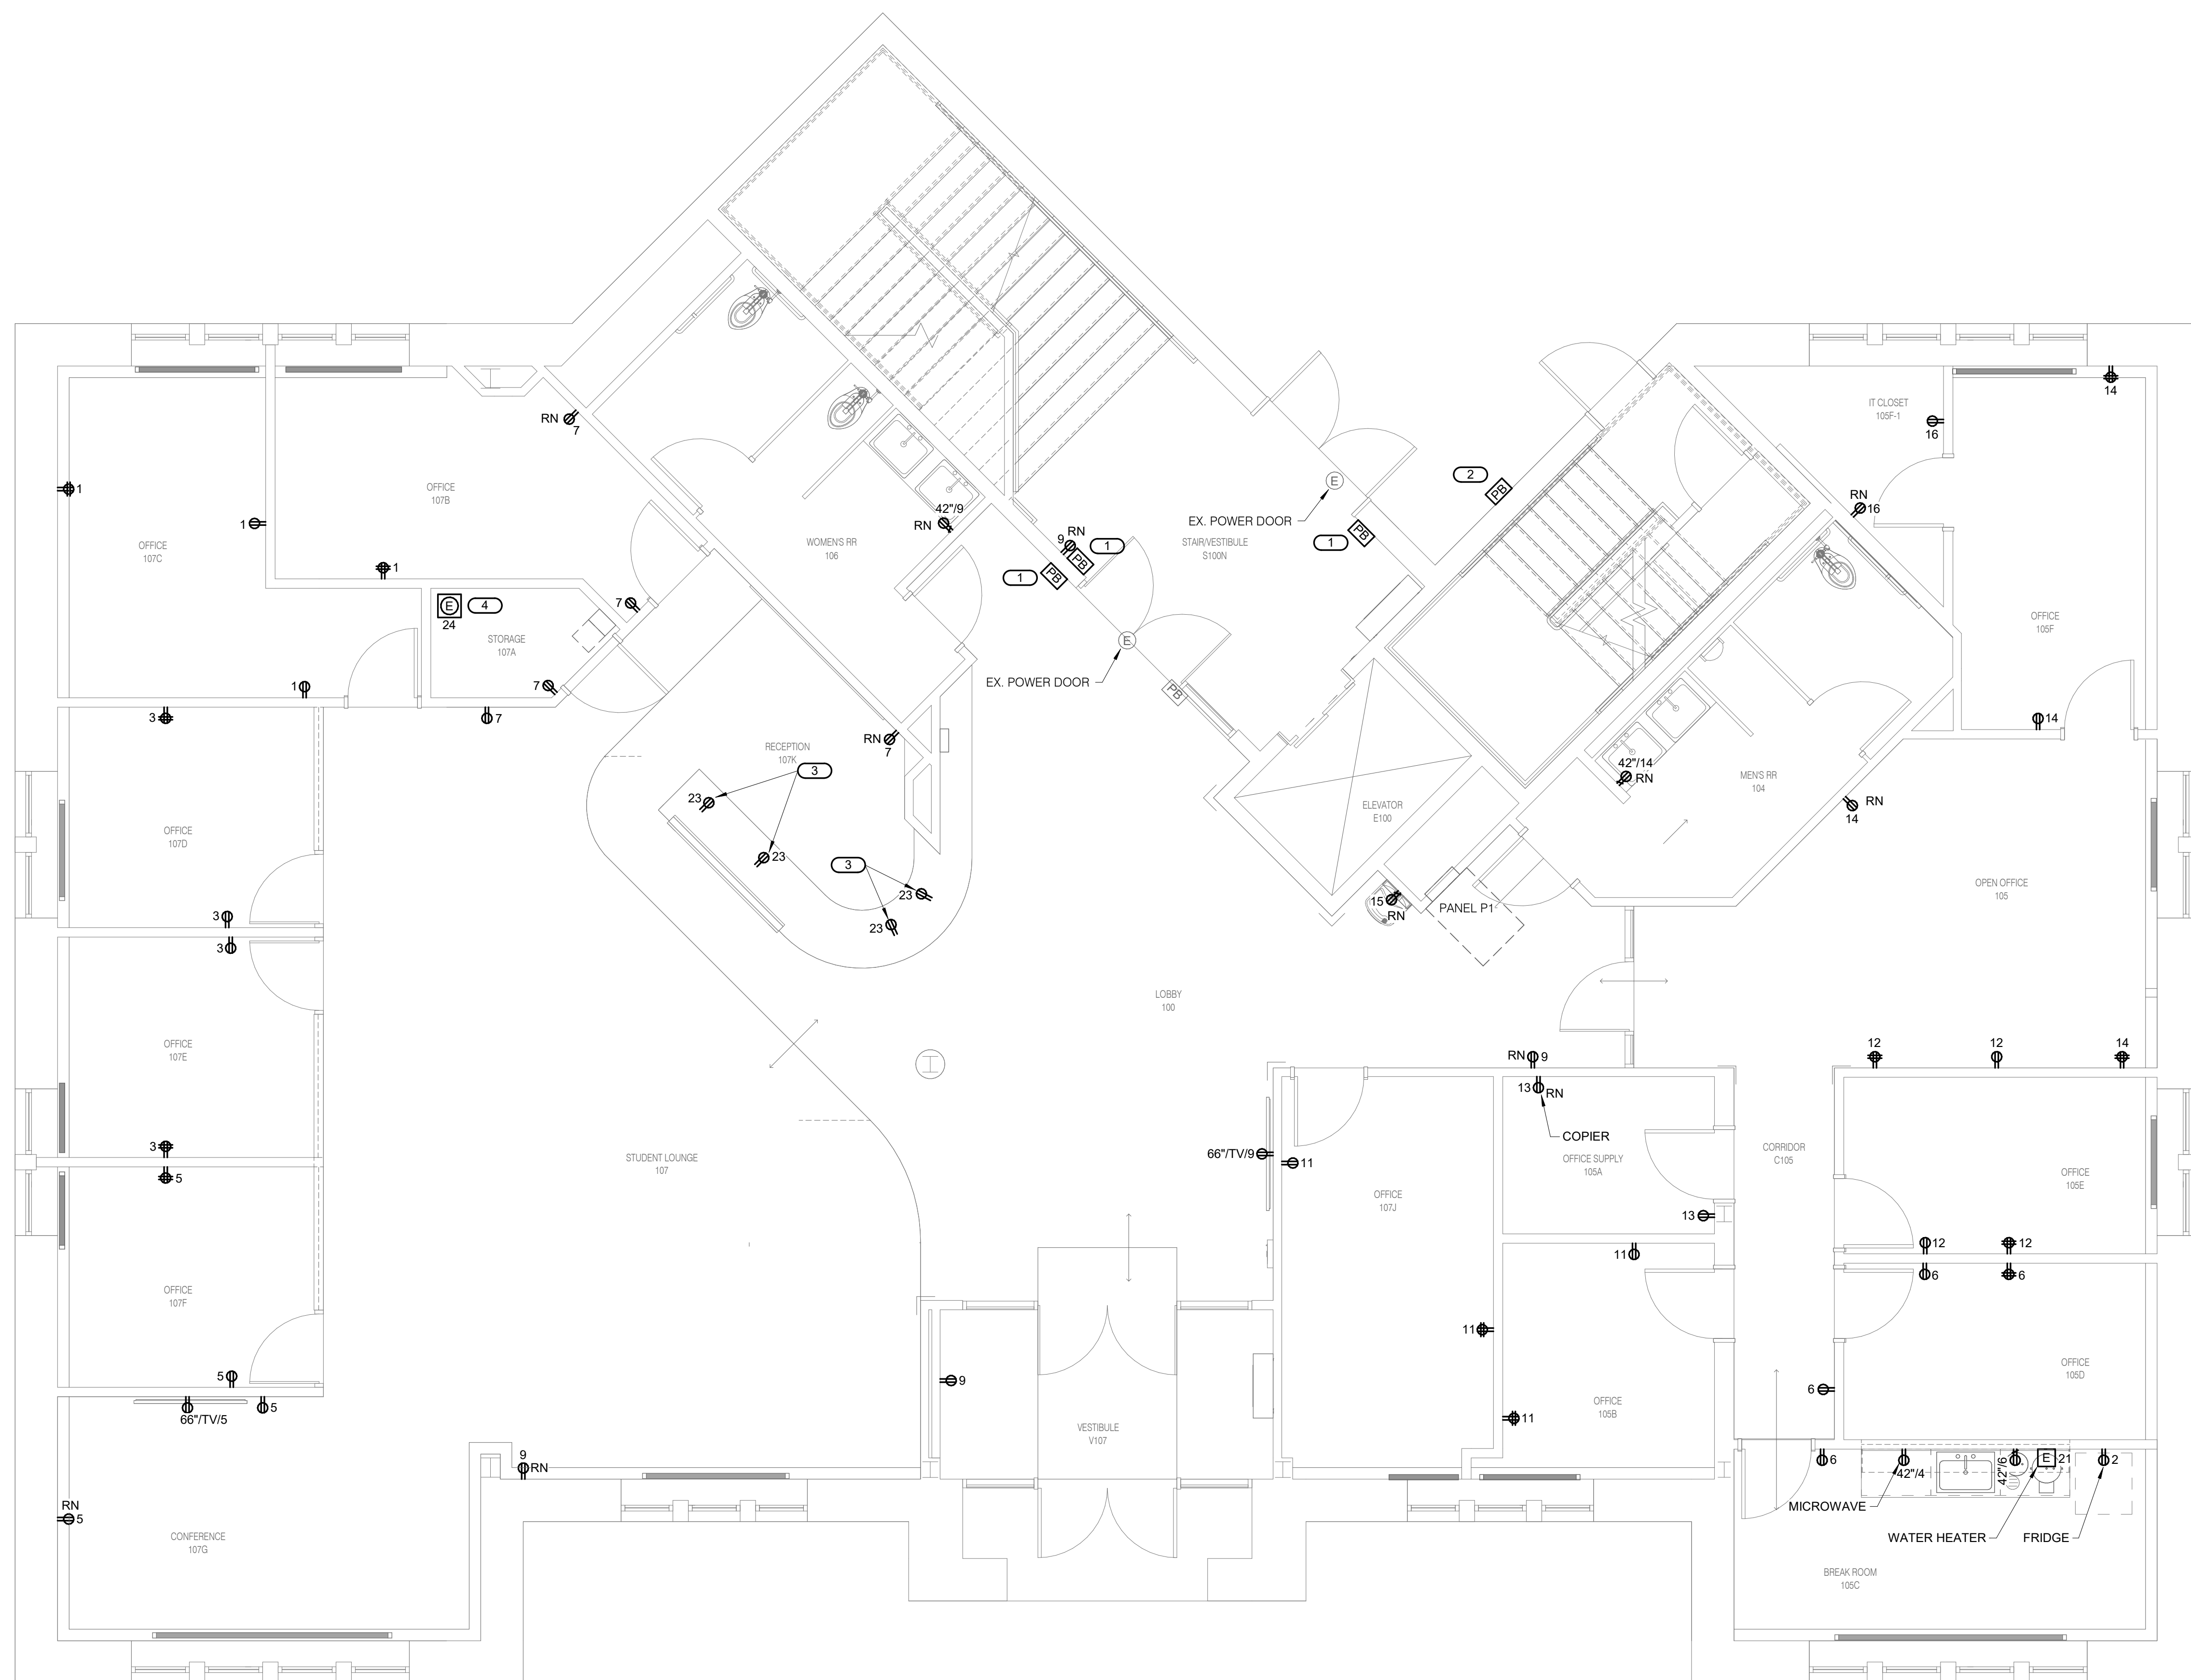 14
IT CLOSET
105F-1
RN
7
16
2
PB
E
1
OFFICE
107B
RN
16
42"/9
RN
EX. POWER DOOR
PB
1
1
OFFICE
107C
WOMEN'S RR
106
RN
9
1
PB
STAIR/VESTIBULE
S100N
1
PB
1
E
4
24
7
OFFICE
105F
STORAGE
107A
E
EX. POWER DOOR
PB
7
1
3
7
14
RN
7
RECEPTION
107K
3
42"/14
RN
MEN'S RR
104
23
RN
14
ELEVATOR
E100
OFFICE
107D
23
3
OPEN OFFICE
105
23
15
RN
PANEL P1
3
23
3
LOBBY
100
OFFICE
107E
RN
9
12
12
14
13
RN
COPIER
3
STUDENT LOUNGE
107
66"/TV/9
11
OFFICE SUPPLY
105A
CORRIDOR
C105
5
OFFICE
107J
OFFICE
105E
13
11
12
12
6
6
OFFICE
107F
11
OFFICE
105D
5
9
6
66"/TV/5
5
11
OFFICE
105B
VESTIBULE
V107
9
RN
6
42"/4
42"/6
E
21
2
RN
5
MICROWAVE
CONFERENCE
107G
WATER HEATER
FRIDGE
BREAK ROOM
105C